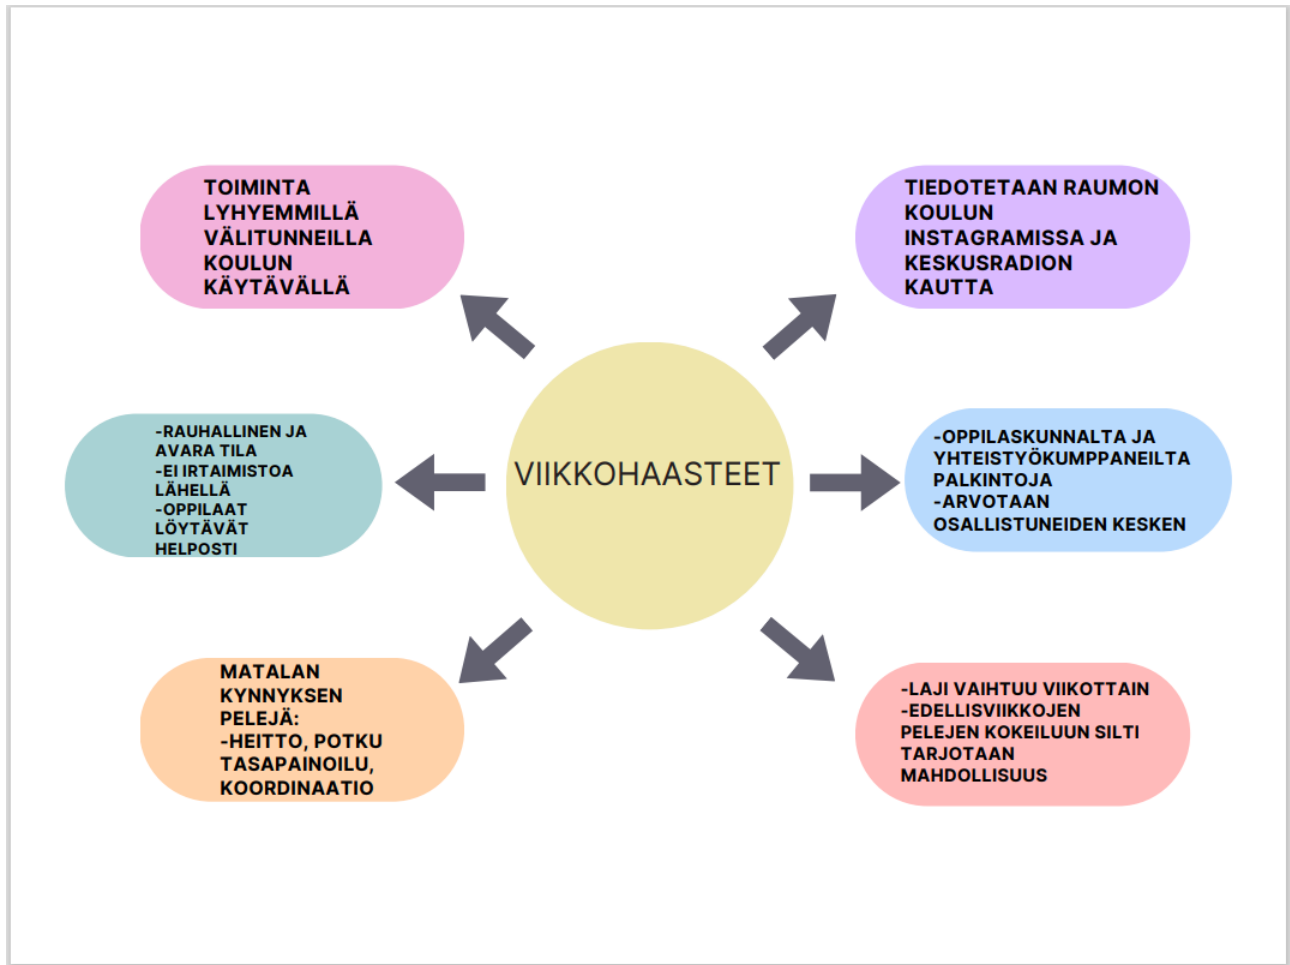 TOIMINTA
LYHYEMMILLÄ
VÄLITUNNEILLA
KOULUN
KÄYTÄVÄLLÄ
TIEDOTETAAN RAUMON
KOULUN
INSTAGRAMISSA JA
KESKUSRADION
KAUTTA
-RAUHALLINEN JA
AVARA TILA
-EI IRTAIMISTOA
LÄHELLÄ
-OPPILAAT
LÖYTÄVÄT
HELPOSTI
VIIKKOHAASTEET
-OPPILASKUNNALTA JA
YHTEISTYÖKUMPPANEILTA
PALKINTOJA
-ARVOTAAN
OSALLISTUNEIDEN KESKEN
MATALAN
KYNNYKSEN
PELEJÄ:
-HEITTO, POTKU
TASAPAINOILU,
KOORDINAATIO
-LAJI VAIHTUU VIIKOTTAIN
-EDELLISVIIKKOJEN
PELEJEN KOKEILUUN SILTI
TARJOTAAN
MAHDOLLISUUS